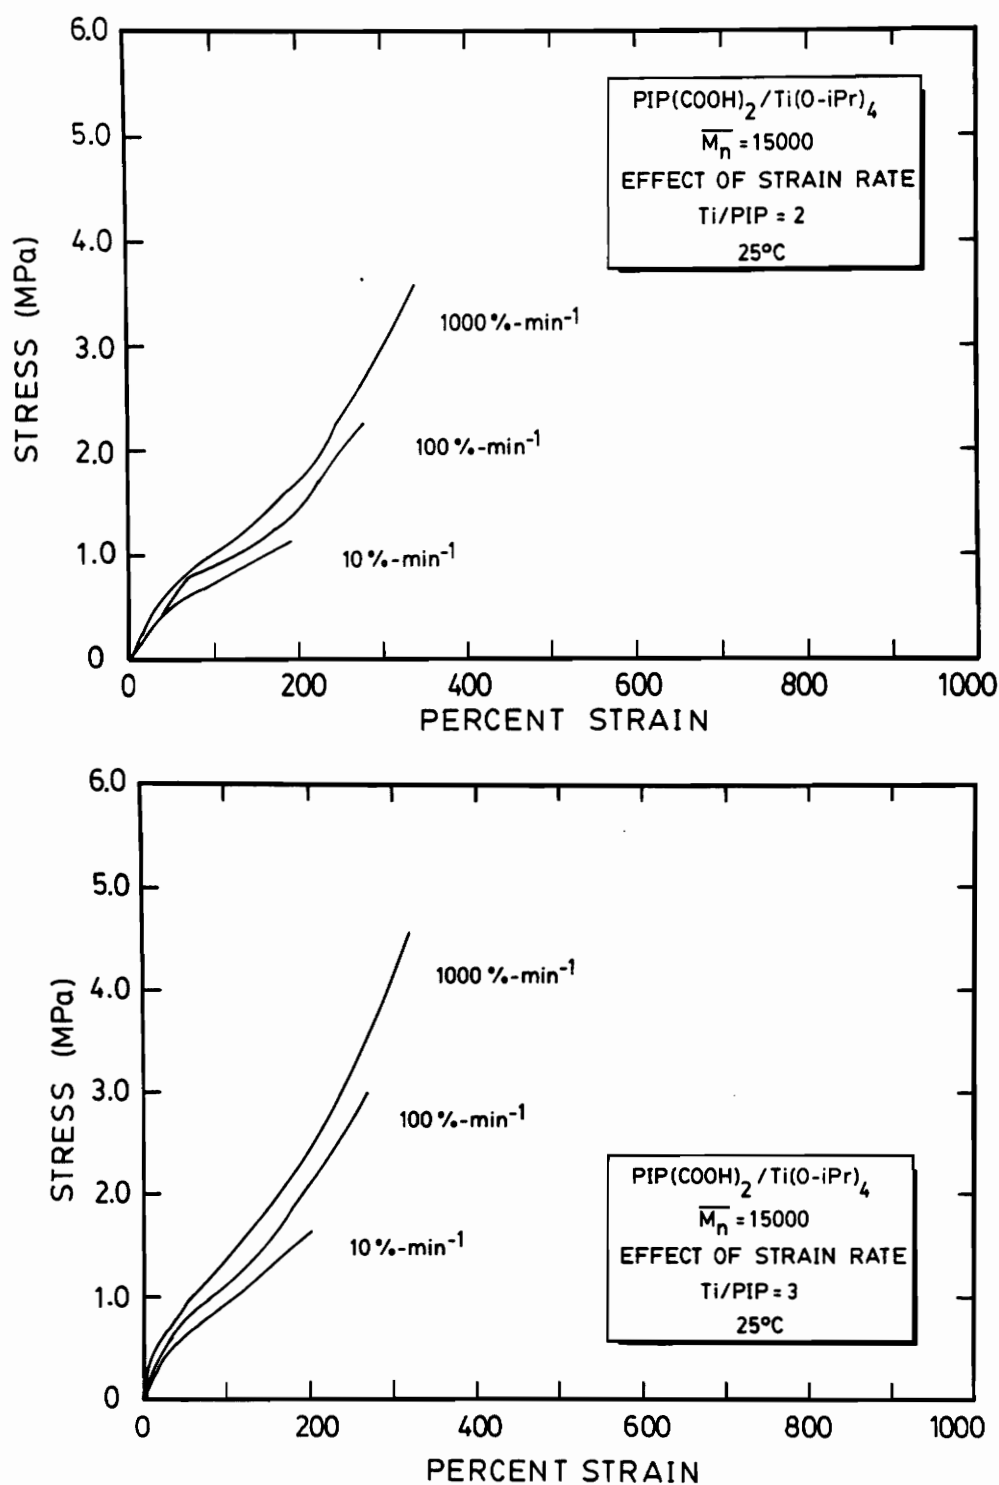 6.0
PIP(COOH)2/Ti(O-iPr)4
Mn = 15000
EFFECT OF STRAIN RATE
Ti/PIP = 2
25°C
5.0
4.0
3.0
2.0
1.0
0
STRESS (MPa)
1000 %-min-1
100 %-min-1
10 %-min-1
0 200 400 600 800 1000
PERCENT STRAIN
6.0
5.0
4.0
3.0
2.0
1.0
0
STRESS (MPa)
1000 %-min-1
100 %-min-1
10 %-min-1
PIP(COOH)2/Ti(O-iPr)4
Mn = 15000
EFFECT OF STRAIN RATE
Ti/PIP = 3
25°C
0 200 400 600 800 1000
PERCENT STRAIN